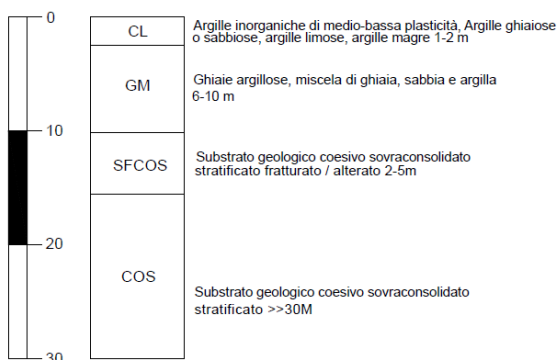 0
CL
Argille inorganiche di medio-bassa plasticità, Argille ghiaiose
o sabbiose, argille limose, argille magre 1-2 m
GM
Ghiaie argillose, miscela di ghiaia, sabbia e argilla
6-10 m
10
SFCOS
Substrato geologico coesivo sovraconsolidato
stratificato fratturato / alterato 2-5m
20
COS
Substrato geologico coesivo sovraconsolidato
stratificato >>30M
30